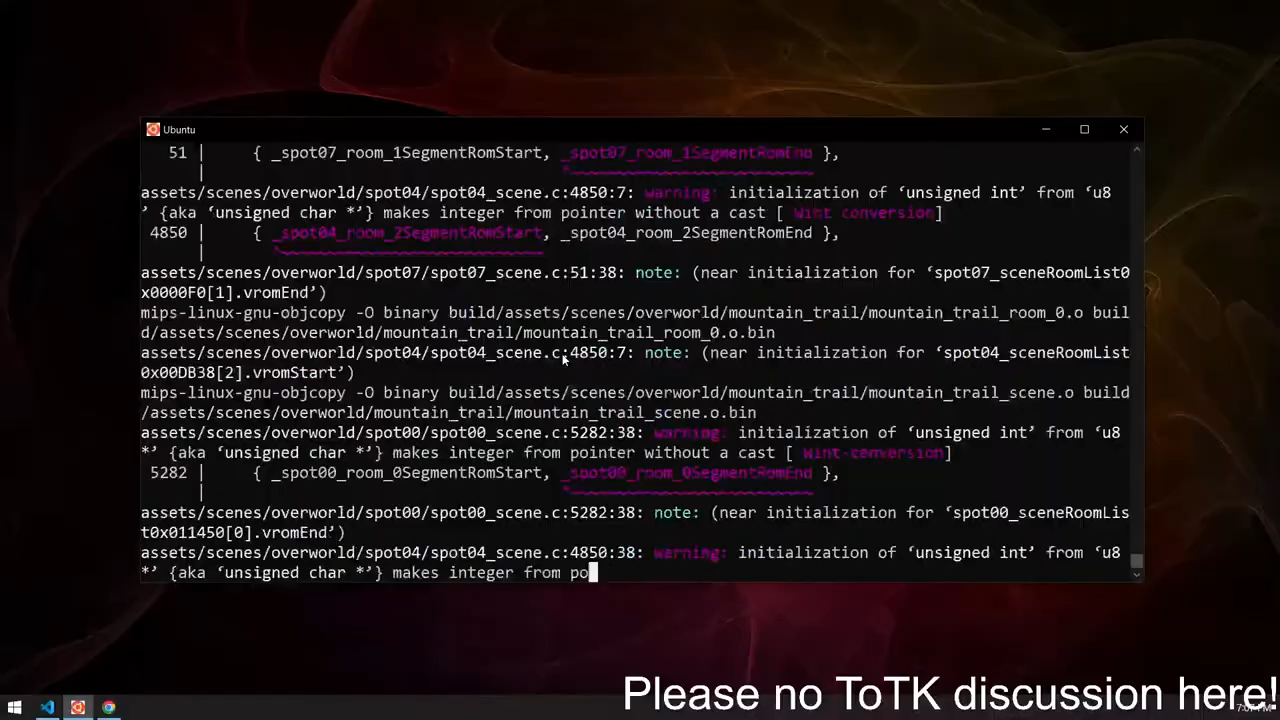 Ubuntu
51 | { _spot07_room_1SegmentRomStart, _spot07_room_1SegmentRomEnd },
|
assets/scenes/overworld/spot04/spot04_scene.c:4850:7: warning: initialization of ‘unsigned int’ from ‘u8
’ {aka ‘unsigned char *’} makes integer from pointer without a cast [ Wint conversion]
4850 | { _spot04_room_2SegmentRomStart, _spot04_room_2SegmentRomEnd },
|
assets/scenes/overworld/spot07/spot07_scene.c:51:38: note: (near initialization for ‘spot07_sceneRoomList0
x0000F0[1].vromEnd’)
mips-linux-gnu-objcopy -O binary build/assets/scenes/overworld/mountain_trail/mountain_trail_room_0.o buil
d/assets/scenes/overworld/mountain_trail/mountain_trail_room_0.o.bin
assets/scenes/overworld/spot04/spot04_scene.c:4850:7: note: (near initialization for ‘spot04_sceneRoomList
0x00DB38[2].vromStart’)
mips-linux-gnu-objcopy -O binary build/assets/scenes/overworld/mountain_trail/mountain_trail_scene.o build
/assets/scenes/overworld/mountain_trail/mountain_trail_scene.o.bin
assets/scenes/overworld/spot00/spot00_scene.c:5282:38: warning: initialization of ‘unsigned int’ from ‘u8
*’ {aka ‘unsigned char *’} makes integer from pointer without a cast [ Wint-conversion]
5282 | { _spot00_room_0SegmentRomStart, _spot00_room_0SegmentRomEnd },
|
assets/scenes/overworld/spot00/spot00_scene.c:5282:38: note: (near initialization for ‘spot00_sceneRoomLis
t0x011450[0].vromEnd’)
assets/scenes/overworld/spot04/spot04_scene.c:4850:38: warning: initialization of ‘unsigned int’ from ‘u8
*’ {aka ‘unsigned char *’} makes integer from po
Please no ToTK discussion here!